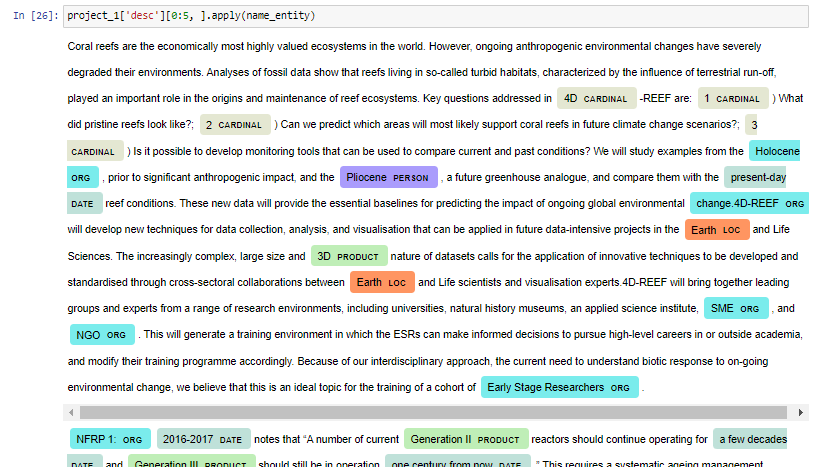 In [26]: project_1['desc'][0:5, ].apply(name_entity)
Coral reefs are the economically most highly valued ecosystems in the world. However, ongoing anthropogenic environmental changes have severely
degraded their environments. Analyses of fossil data show that reefs living in so-called turbid habitats, characterized by the influence of terrestrial run-off,
played an important role in the origins and maintenance of reef ecosystems. Key questions addressed in 4D CARDINAL -REEF are: 1 CARDINAL ) What
did pristine reefs look like?; 2 CARDINAL ) Can we predict which areas will most likely support coral reefs in future climate change scenarios?; 3
CARDINAL ) Is it possible to develop monitoring tools that can be used to compare current and past conditions? We will study examples from the Holocene
ORG , prior to significant anthropogenic impact, and the Pliocene PERSON , a future greenhouse analogue, and compare them with the present-day
DATE reef conditions. These new data will provide the essential baselines for predicting the impact of ongoing global environmental change.4D-REEF ORG
will develop new techniques for data collection, analysis, and visualisation that can be applied in future data-intensive projects in the Earth LOC and Life
Sciences. The increasingly complex, large size and 3D PRODUCT nature of datasets calls for the application of innovative techniques to be developed and
standardised through cross-sectoral collaborations between Earth LOC and Life scientists and visualisation experts.4D-REEF will bring together leading
groups and experts from a range of research environments, including universities, natural history museums, an applied science institute, SME ORG , and
NGO ORG . This will generate a training environment in which the ESRs can make informed decisions to pursue high-level careers in or outside academia,
and modify their training programme accordingly. Because of our interdisciplinary approach, the current need to understand biotic response to on-going
environmental change, we believe that this is an ideal topic for the training of a cohort of Early Stage Researchers ORG .
NFRP 1: ORG 2016-2017 DATE notes that “A number of current Generation II PRODUCT reactors should continue operating for a few decades
DATE and Generation III PRODUCT should still be in operation one century from now DATE .” This requires a systematic ageing management